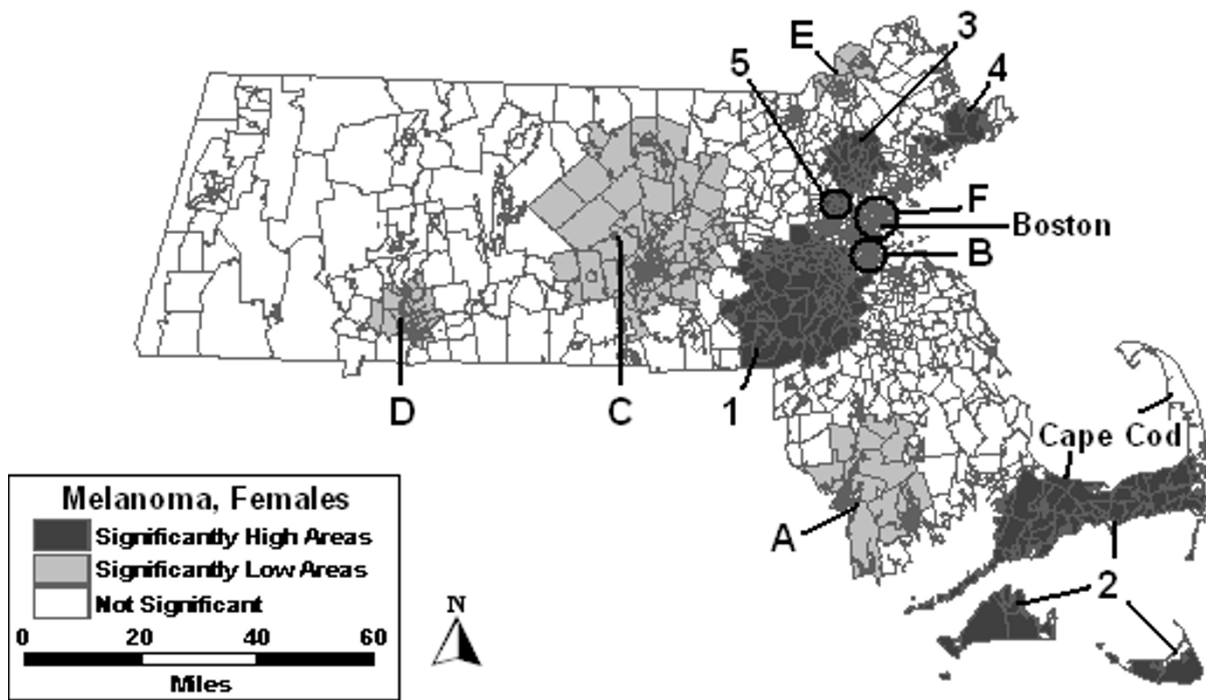 E
3
5
4
F
Boston
B
D
C
1
Cape Cod
A
2
Melanoma, Females
Significantly High Areas
Significantly Low Areas
Not Significant
0 20 40 60
Miles
N